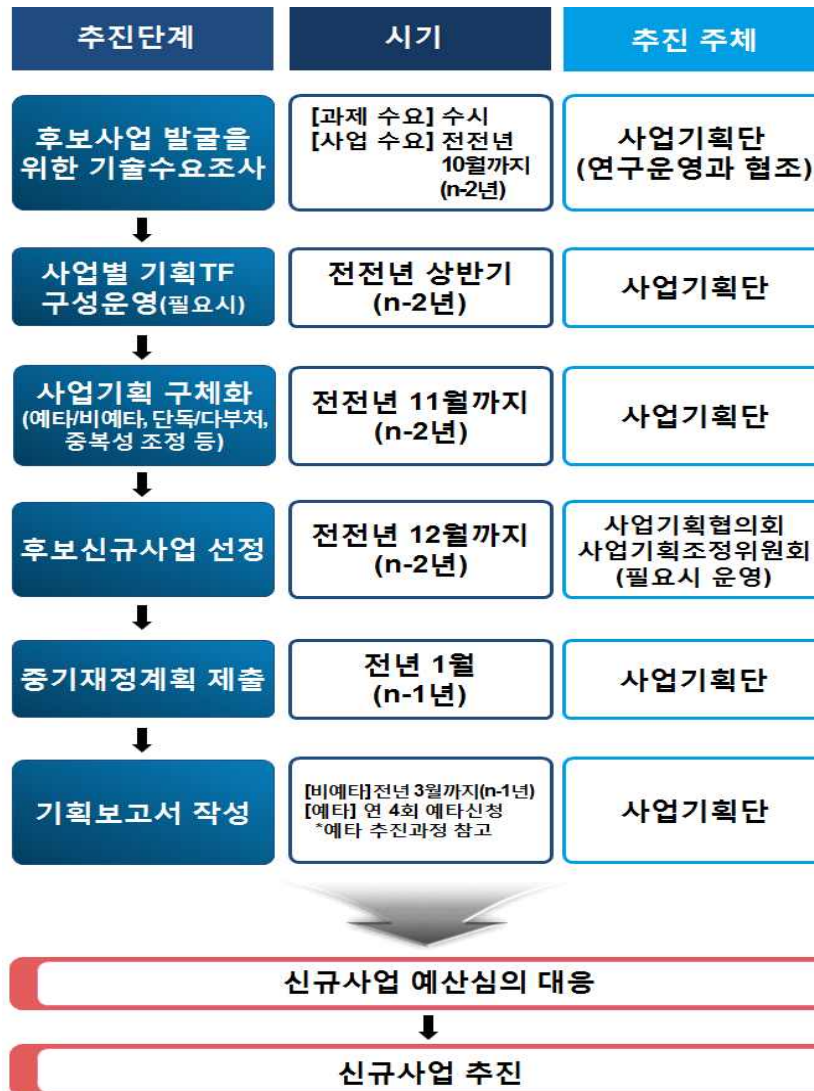 추진단계
시기
추진 주체
후보사업 발굴을
위한 기술수요조사
[과제 수요] 수시
[사업 수요] 전전년
10월까지
(n-2년)
사업기획단
(연구운영과 협조)
사업별 기획TF
구성운영(필요시)
전전년 상반기
(n-2년)
사업기획단
사업기획 구체화
(예타/비예타, 단독/다부처,
중복성 조정 등)
전전년 11월까지
(n-2년)
사업기획단
후보신규사업 선정
전전년 12월까지
(n-2년)
사업기획협의회
사업기획조정위원회
(필요시 운영)
중기재정계획 제출
전년 1월
(n-1년)
사업기획단
기획보고서 작성
[비예타]전년 3월까지(n-1년)
[예타] 연 4회 예타신청
*예타 추진과정 참고
사업기획단
신규사업 예산심의 대응
신규사업 추진